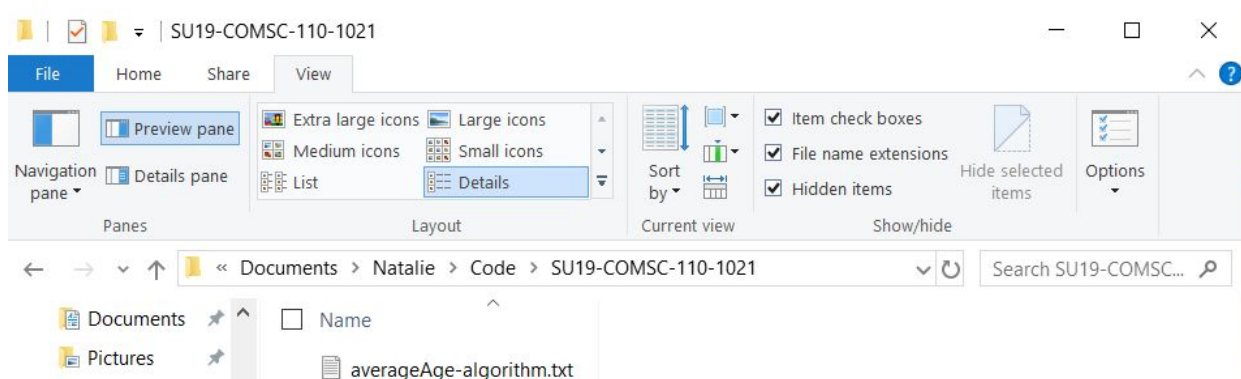 SU19-COMSC-110-1021
File Home Share View
Preview pane Extra large icons Large icons Item check boxes
Medium icons Small icons File name extensions
Navigation pane Details pane List Details Sort by Hidden items Hide selected items Options
Panes Layout Current view Show/hide
« Documents > Natalie > Code > SU19-COMSC-110-1021 Search SU19-COMSC...
Documents Name
Pictures averageAge-algorithm.txt